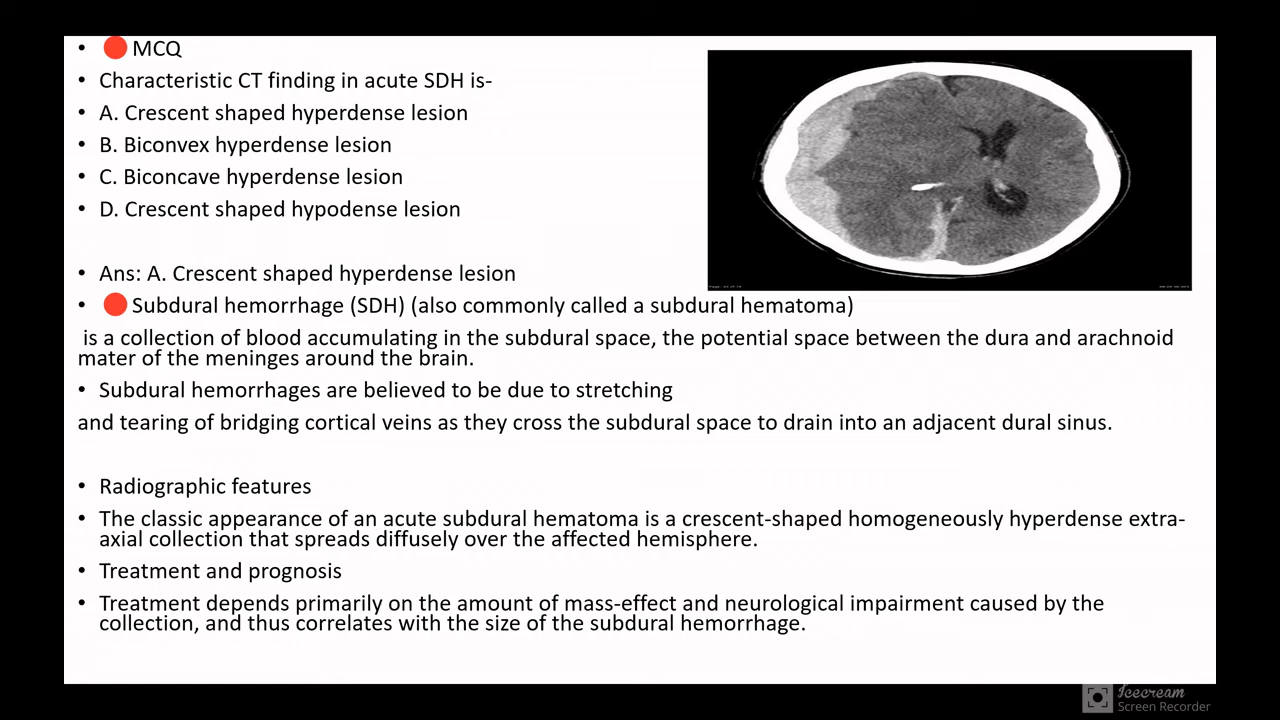 • 🔴 MCQ
• Characteristic CT finding in acute SDH is-
• A. Crescent shaped hyperdense lesion
• B. Biconvex hyperdense lesion
• C. Biconcave hyperdense lesion
• D. Crescent shaped hypodense lesion
• Ans: A. Crescent shaped hyperdense lesion
• 🔴 Subdural hemorrhage (SDH) (also commonly called a subdural hematoma)
is a collection of blood accumulating in the subdural space, the potential space between the dura and arachnoid
mater of the meninges around the brain.
• Subdural hemorrhages are believed to be due to stretching
and tearing of bridging cortical veins as they cross the subdural space to drain into an adjacent dural sinus.
• Radiographic features
• The classic appearance of an acute subdural hematoma is a crescent-shaped homogeneously hyperdense extra-
axial collection that spreads diffusely over the affected hemisphere.
• Treatment and prognosis
• Treatment depends primarily on the amount of mass-effect and neurological impairment caused by the
collection, and thus correlates with the size of the subdural hemorrhage.
Icecream
Screen Recorder